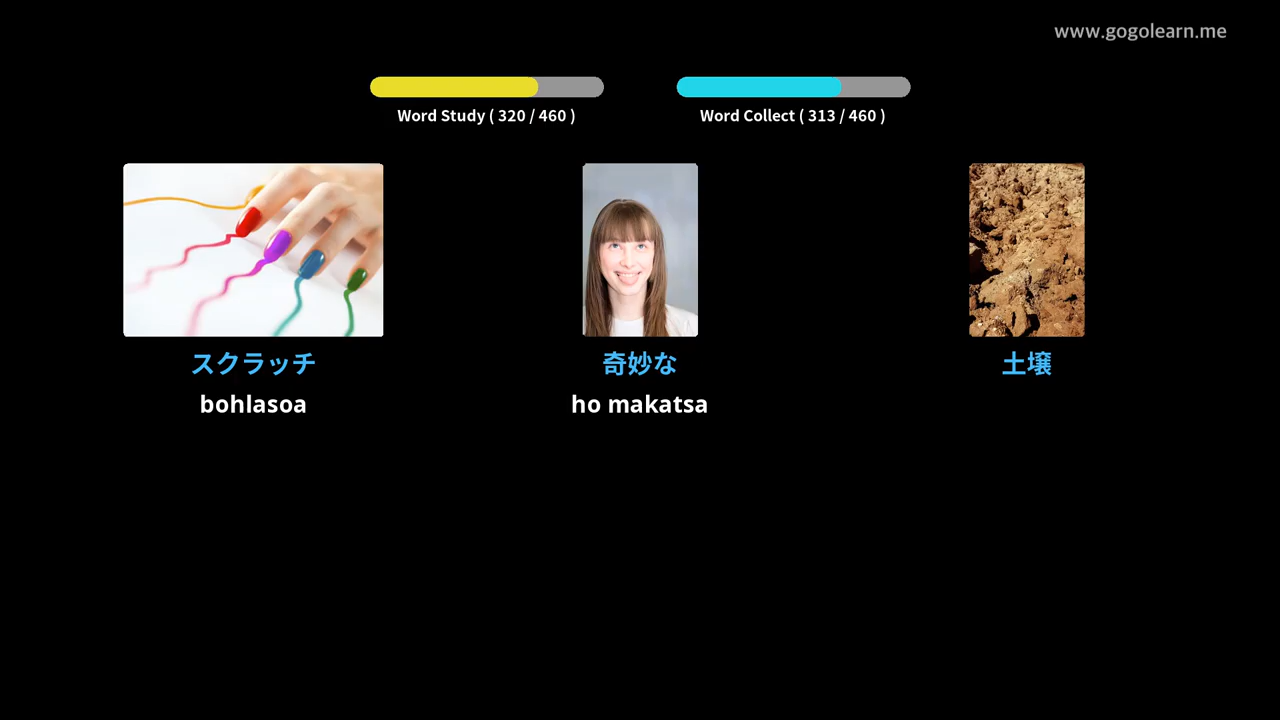 www.gogolearn.me
Word Study ( 320 / 460 )
Word Collect ( 313 / 460 )
スクラッチ
奇妙な
土壌
bohlasoa
ho makatsa